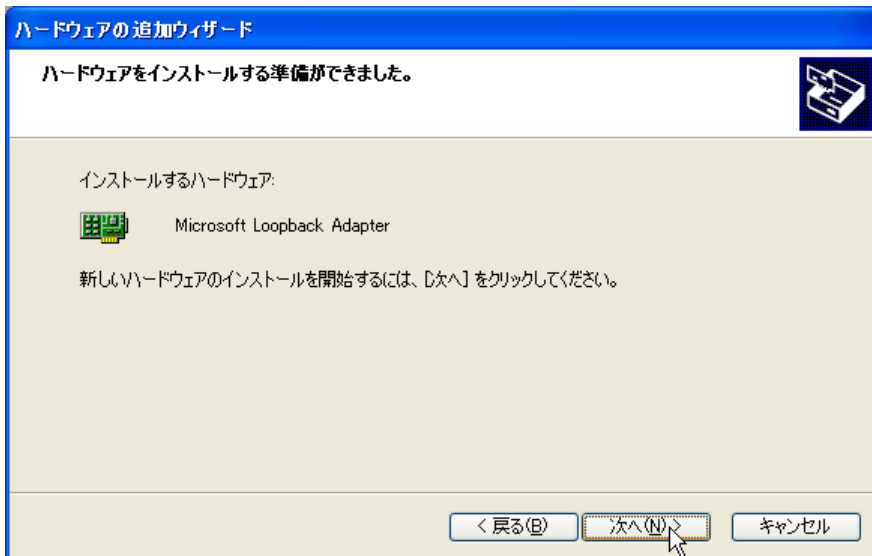 ハードウェアの追加ウィザード
ハードウェアをインストールする準備ができました。
インストールするハードウェア:
Microsoft Loopback Adapter
新しいハードウェアのインストールを開始するには、[次へ] をクリックしてください。
< 戻る(B)
次へ(N) >
キャンセル